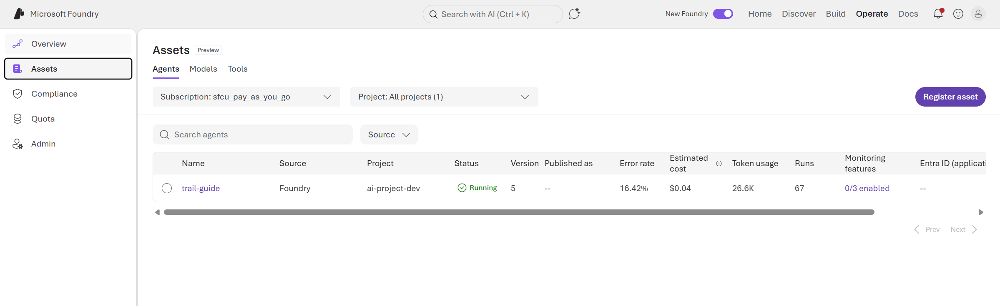 Microsoft Foundry
Search with AI (Ctrl + K)
New Foundry
Home
Discover
Build
Operate
Docs
Overview
Assets
Compliance
Quota
Admin
Assets
Preview
Agents
Models
Tools
Subscription: sfcu_pay_as_you_go
Project: All projects (1)
Register asset
Search agents
Source
Name
Source
Project
Status
Version
Published as
Error rate
Estimated
cost
Token usage
Runs
Monitoring
features
Entra ID (applicati
trail-guide
Foundry
ai-project-dev
Running
5
--
16.42%
$0.04
26.6K
67
0/3 enabled
--
Prev
Next